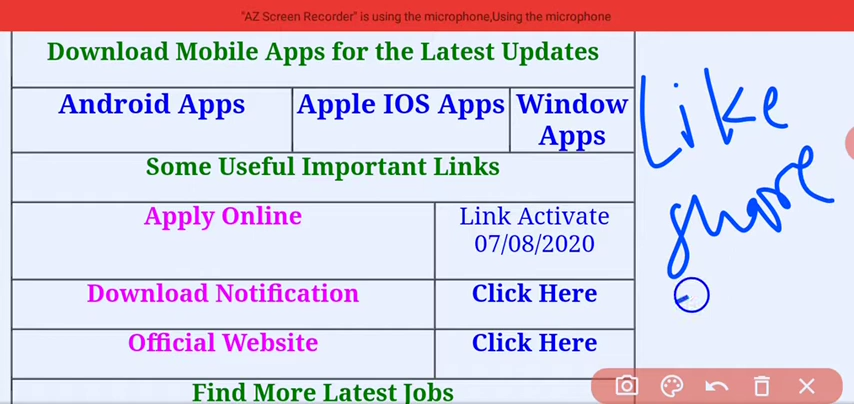 "AZ Screen Recorder" is using the microphone,Using the microphone
Download Mobile Apps for the Latest Updates
Android Apps
Apple IOS Apps
Window
Apps
Some Useful Important Links
Apply Online
Link Activate
07/08/2020
Download Notification
Click Here
Official Website
Click Here
Find More Latest Jobs
Like
share